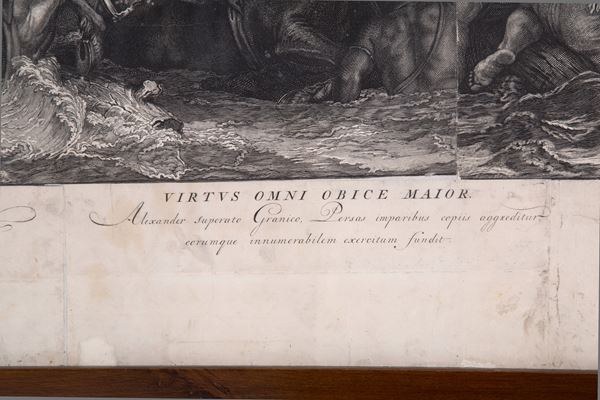 VIRTVS OMNI OBICE MAIOR.
Alexander superato Granico, Persas imparibus copiis aggreditur
eorumque innumerabilem exercitum fundit.